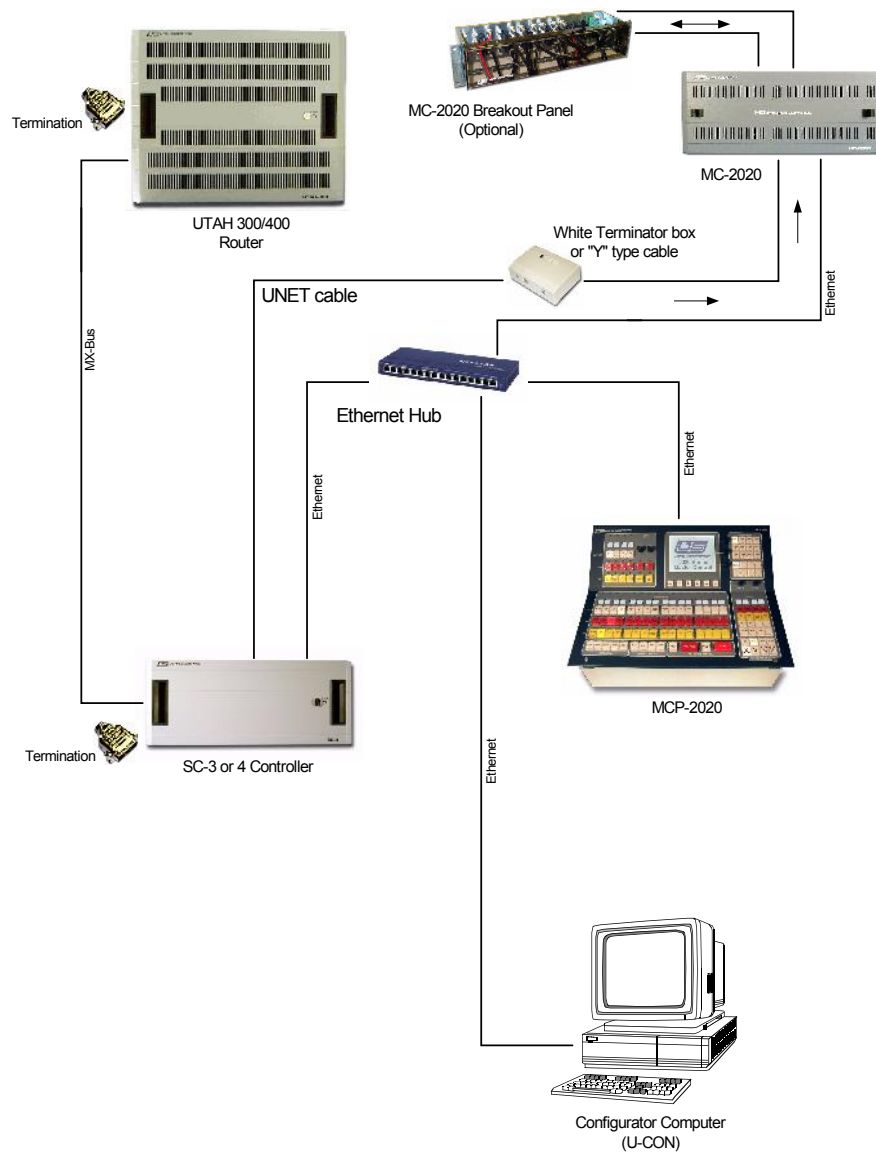 MC-2020 Breakout Panel
(Optional)
Termination
MC-2020
UTAH 300/400
Router
White Terminator box
or "Y" type cable
UNET cable
Ethernet
MX-Bus
Ethernet Hub
Ethernet
Ethernet
MCP-2020
Termination
SC-3 or 4 Controller
Ethernet
Configurator Computer
(U-CON)